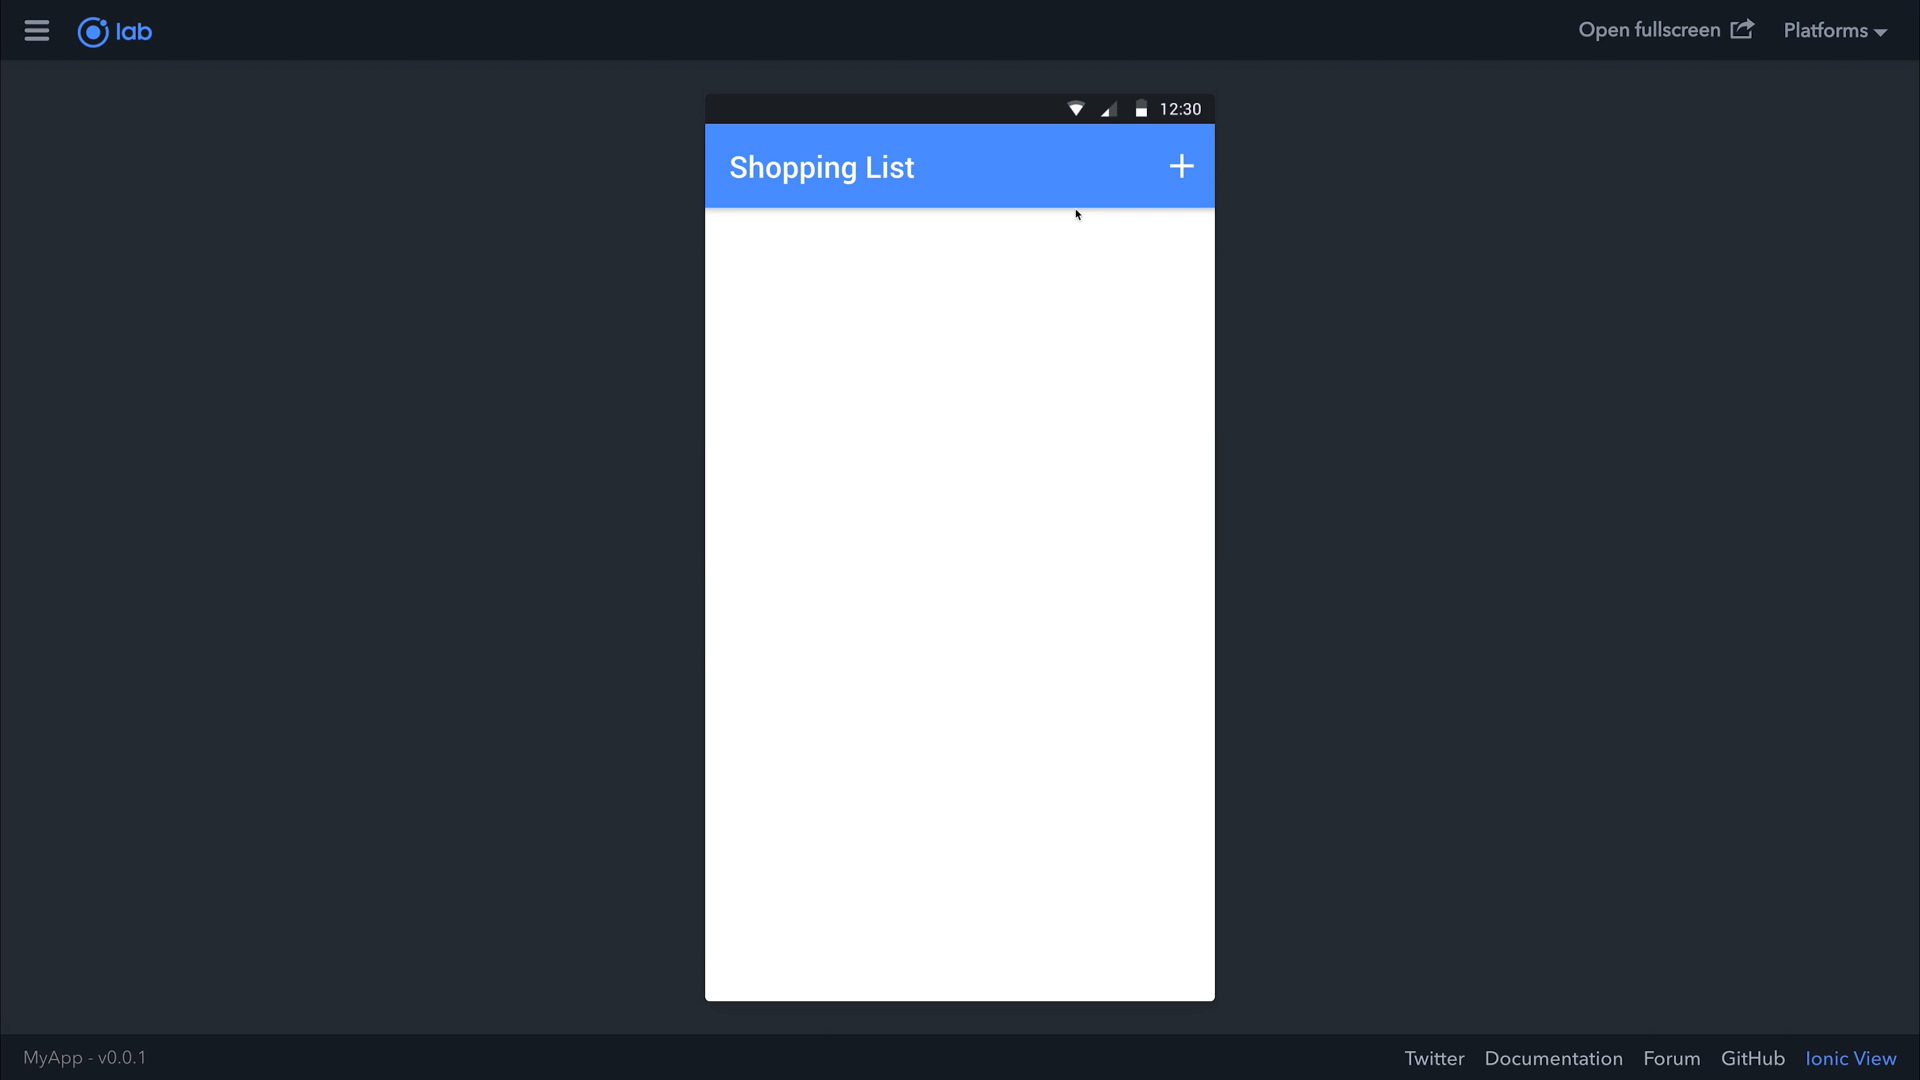 lab
Open fullscreen
Platforms
12:30
Shopping List
MyApp - v0.0.1
Twitter Documentation Forum GitHub Ionic View